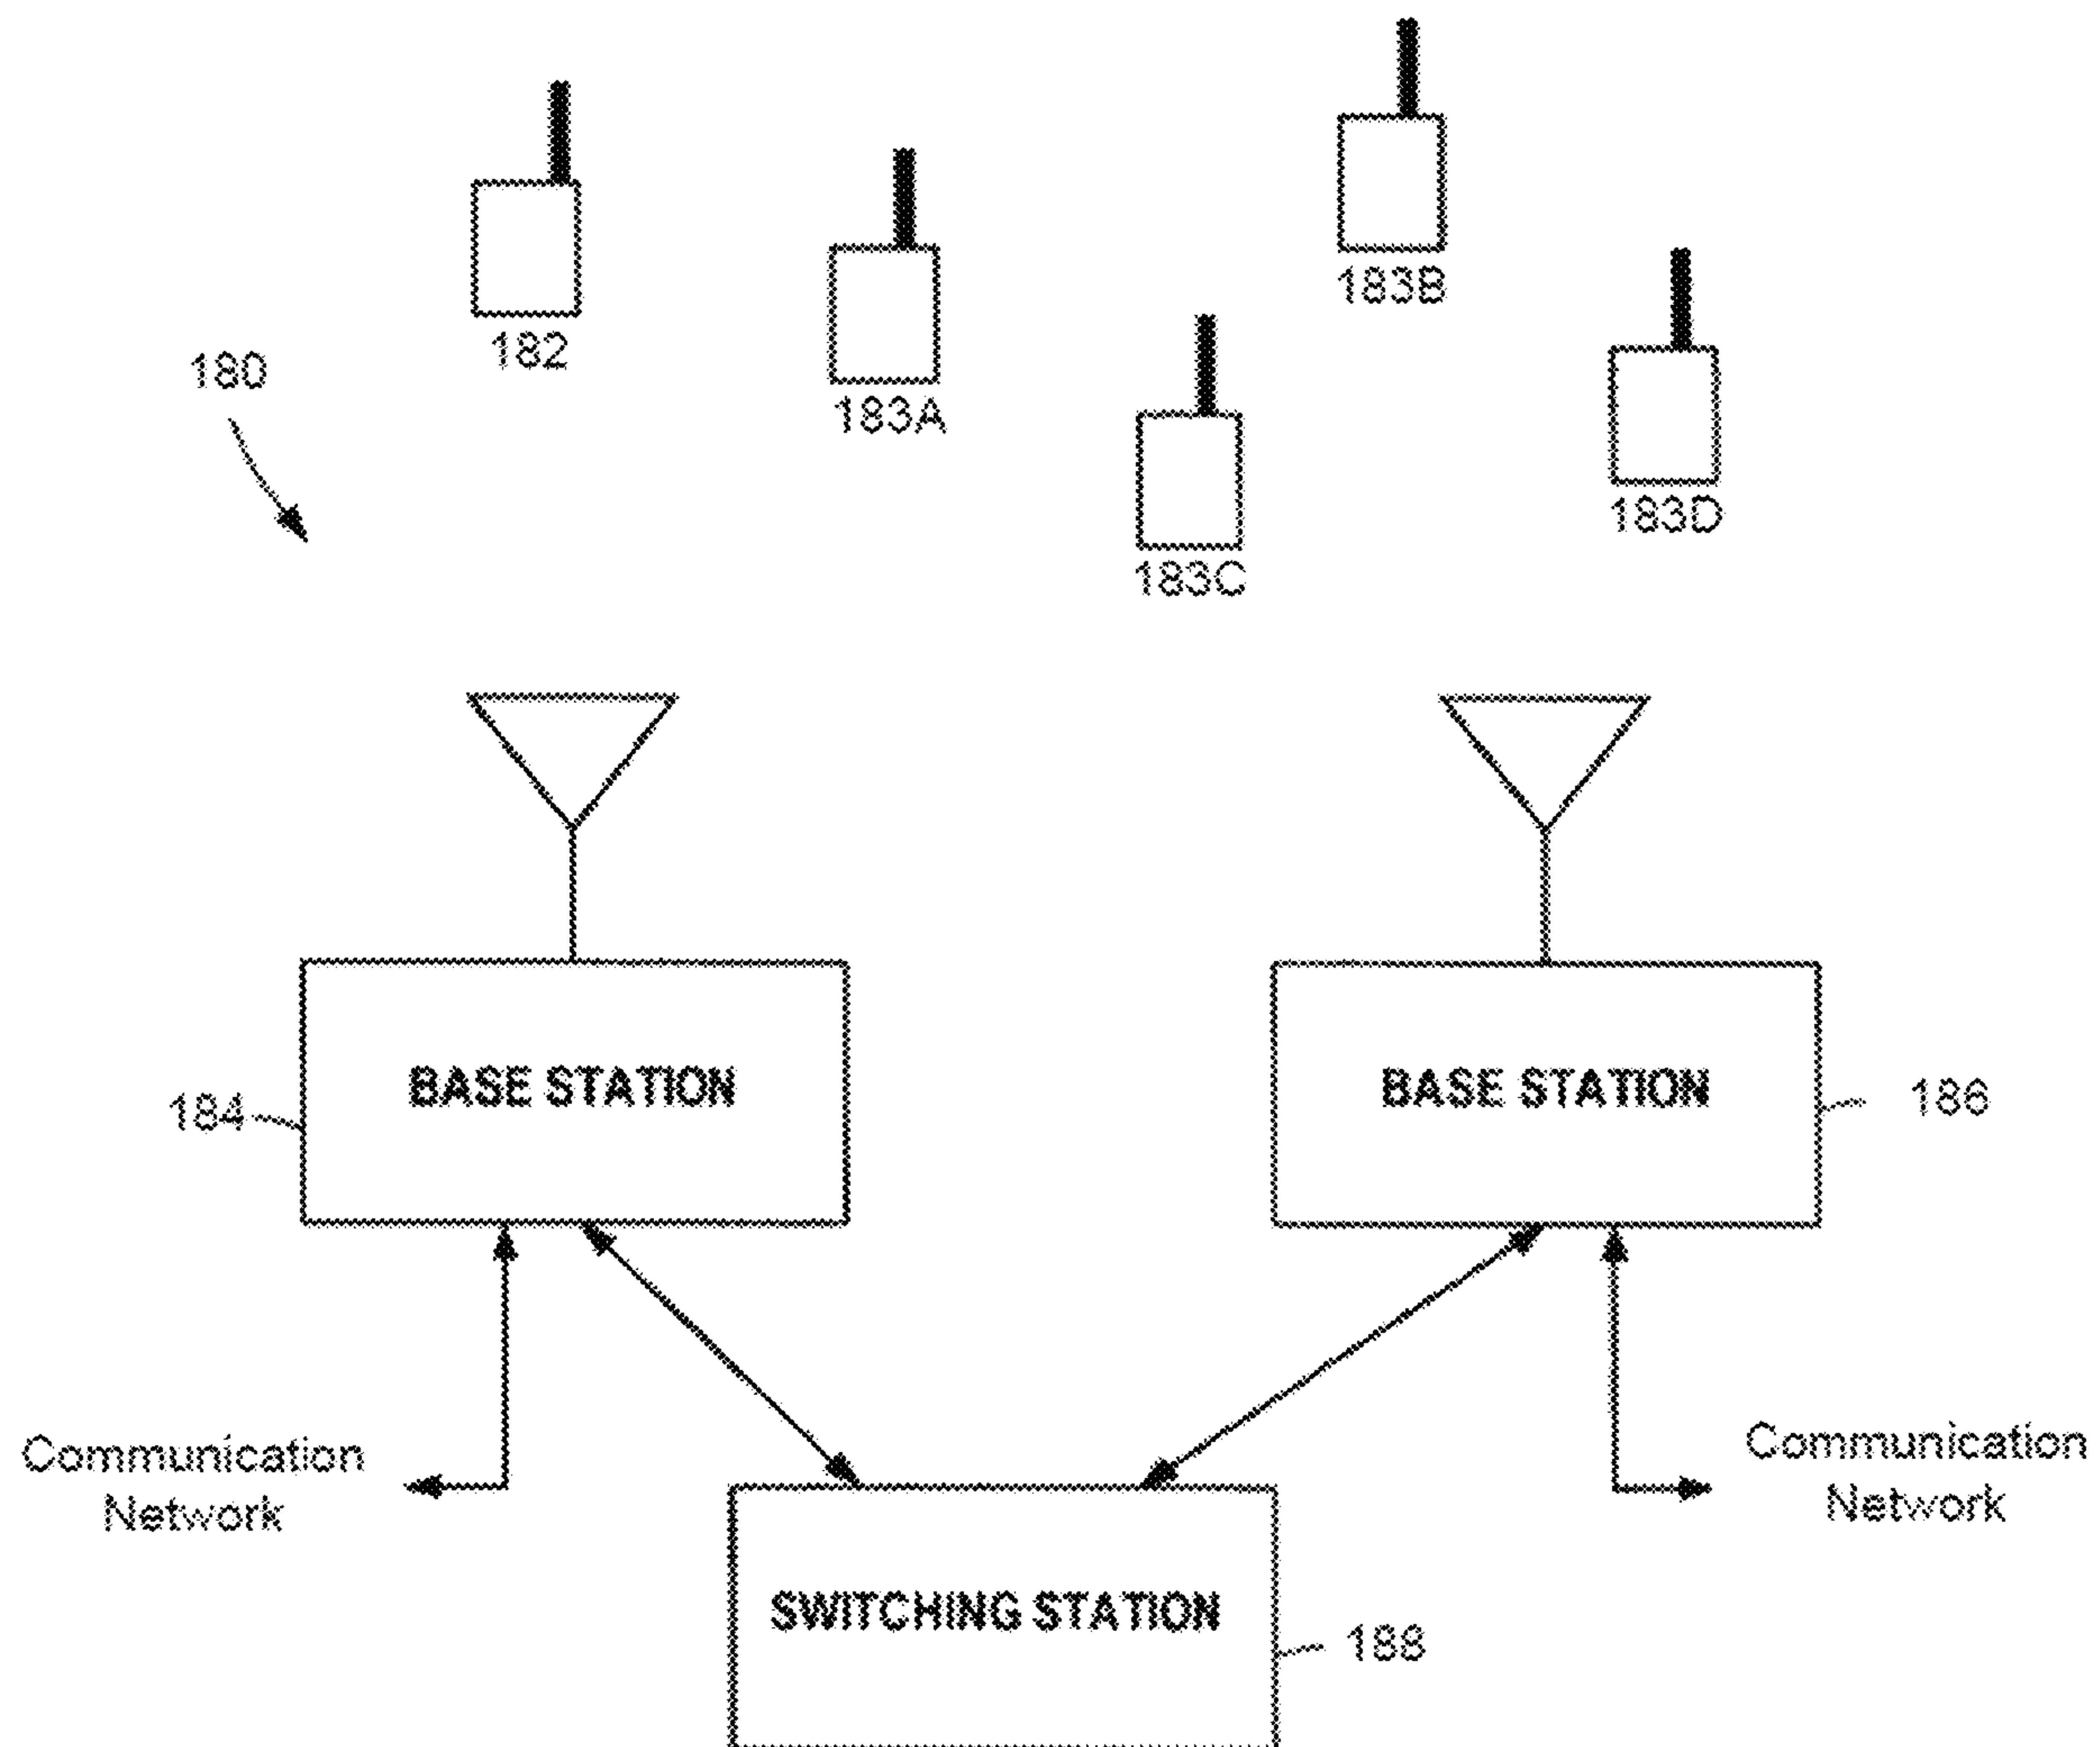 183B
182
180
183A
183D
183C
BASE STATION
BASE STATION
184
186
Communication
Network
Communication
Network
SWITCHING STATION
188